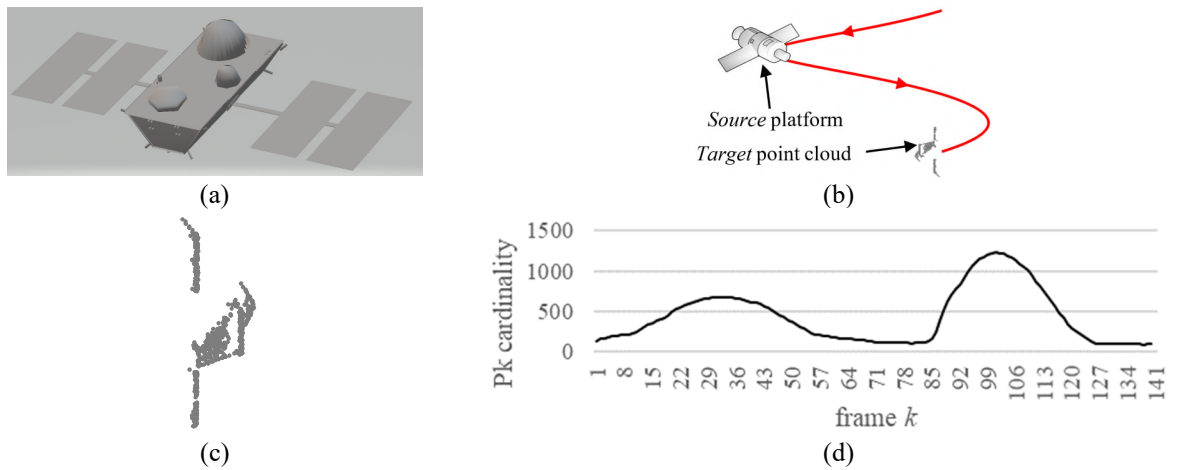 (a)
Source platform
Target point cloud
(b)
(c)
Pk cardinality
1500
1000
500
0
1 8 15 22 29 36 43 50 57 64 71 78 85 92 99 106 113 120 127 134 141
frame k
(d)